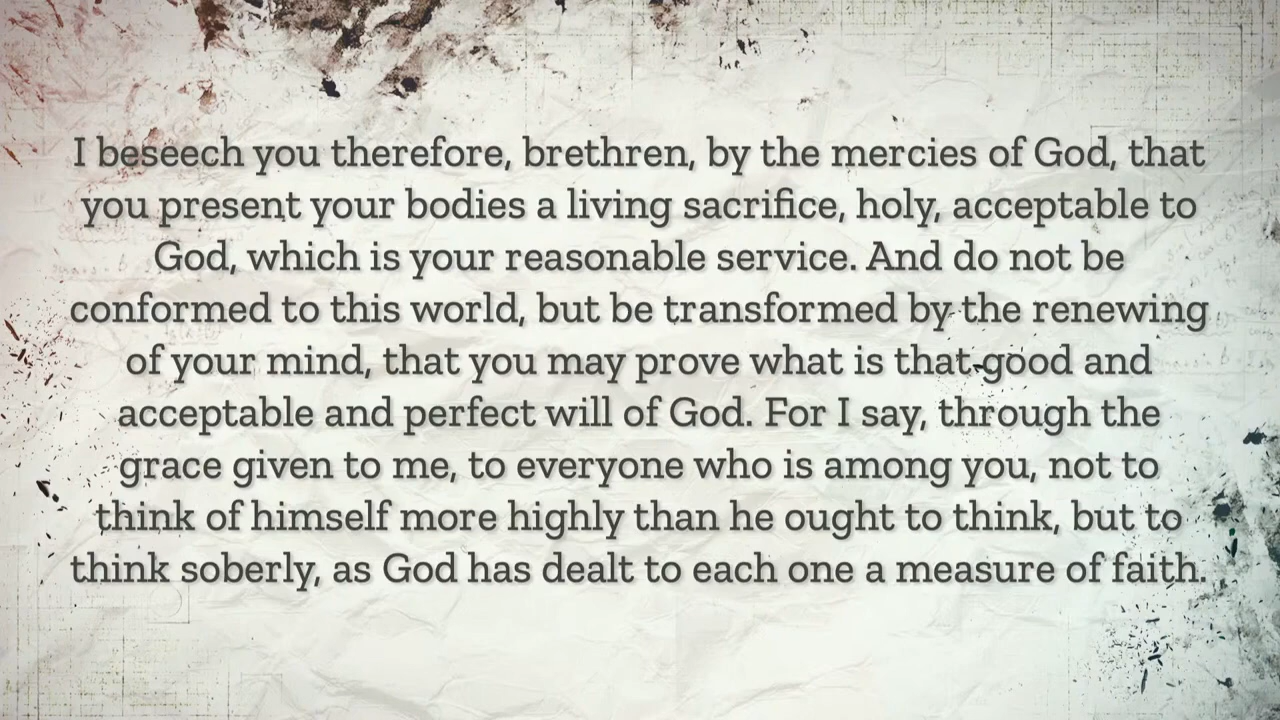 I beseech you therefore, brethren, by the mercies of God, that
you present your bodies a living sacrifice, holy, acceptable to
God, which is your reasonable service. And do not be
conformed to this world, but be transformed by the renewing
of your mind, that you may prove what is that good and
acceptable and perfect will of God. For I say, through the
grace given to me, to everyone who is among you, not to
think of himself more highly than he ought to think, but to
think soberly, as God has dealt to each one a measure of faith.